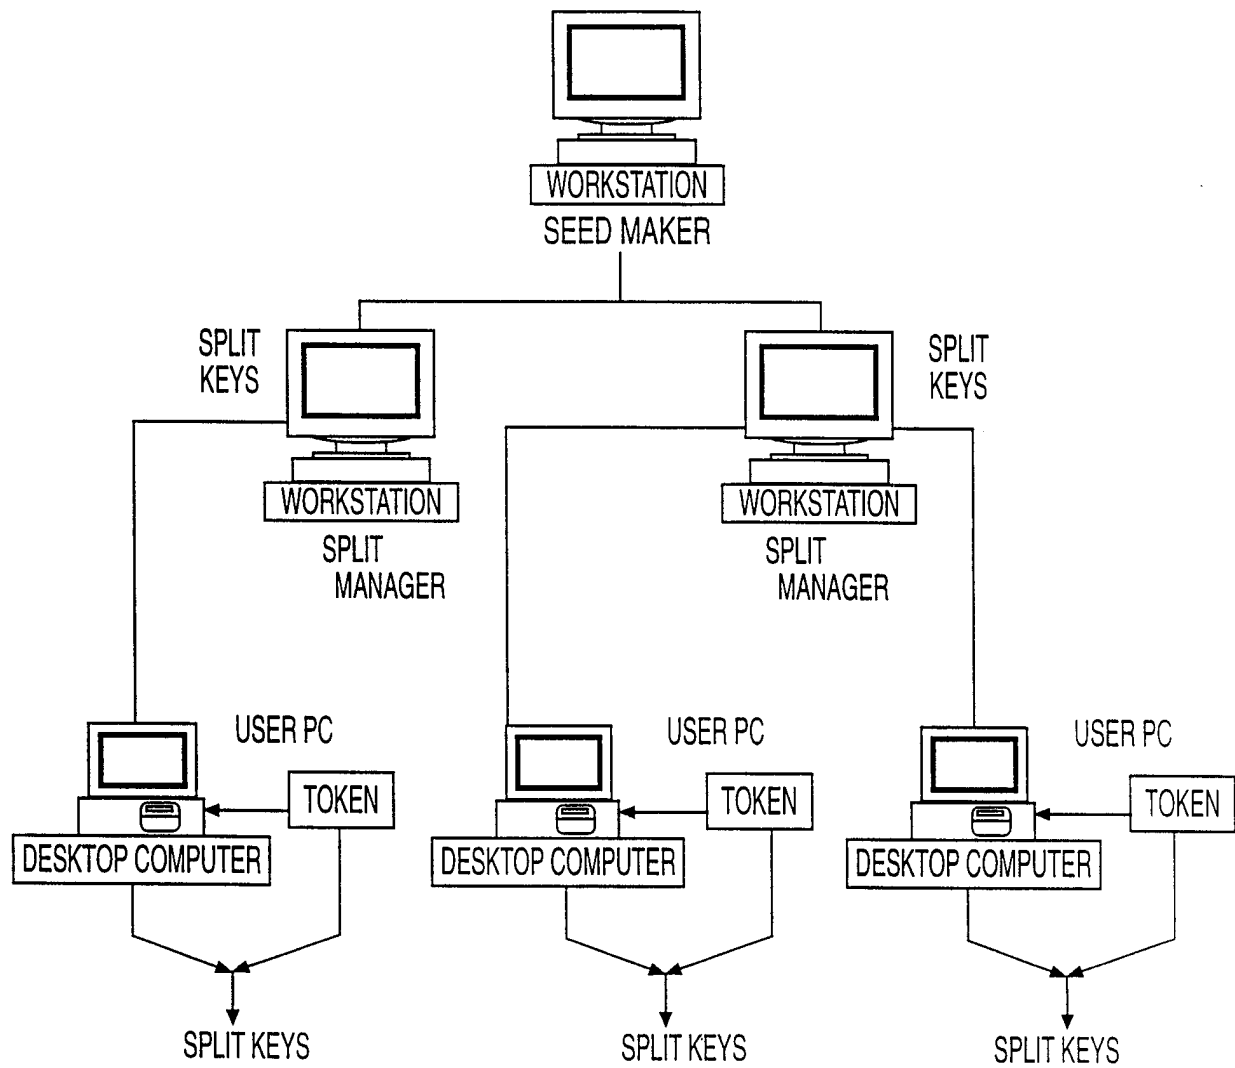 WORKSTATION
SEED MAKER
SPLIT
KEYS
SPLIT
KEYS
WORKSTATION
SPLIT
MANAGER
WORKSTATION
SPLIT
MANAGER
USER PC
TOKEN
DESKTOP COMPUTER
USER PC
TOKEN
DESKTOP COMPUTER
USER PC
TOKEN
DESKTOP COMPUTER
SPLIT KEYS
SPLIT KEYS
SPLIT KEYS